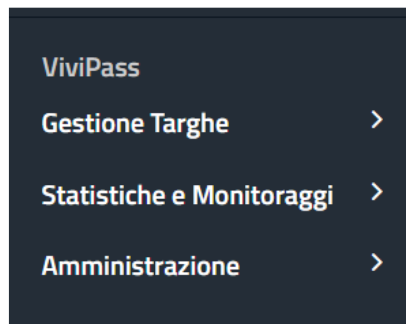 ViviPass
Gestione Targhe
Statistiche e Monitoraggi
Amministrazione